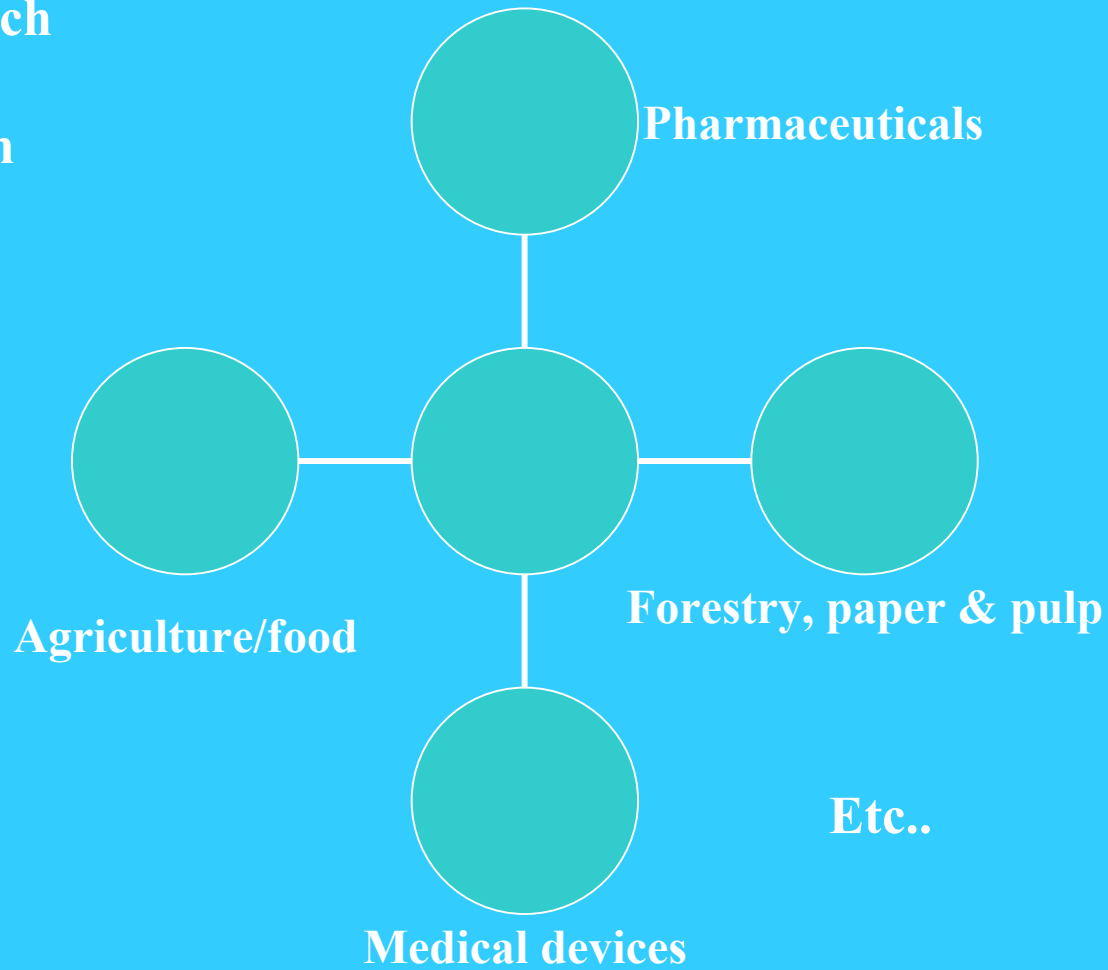 Pharmaceuticals
Forestry, paper & pulp
Agriculture/food
Etc..
Medical devices